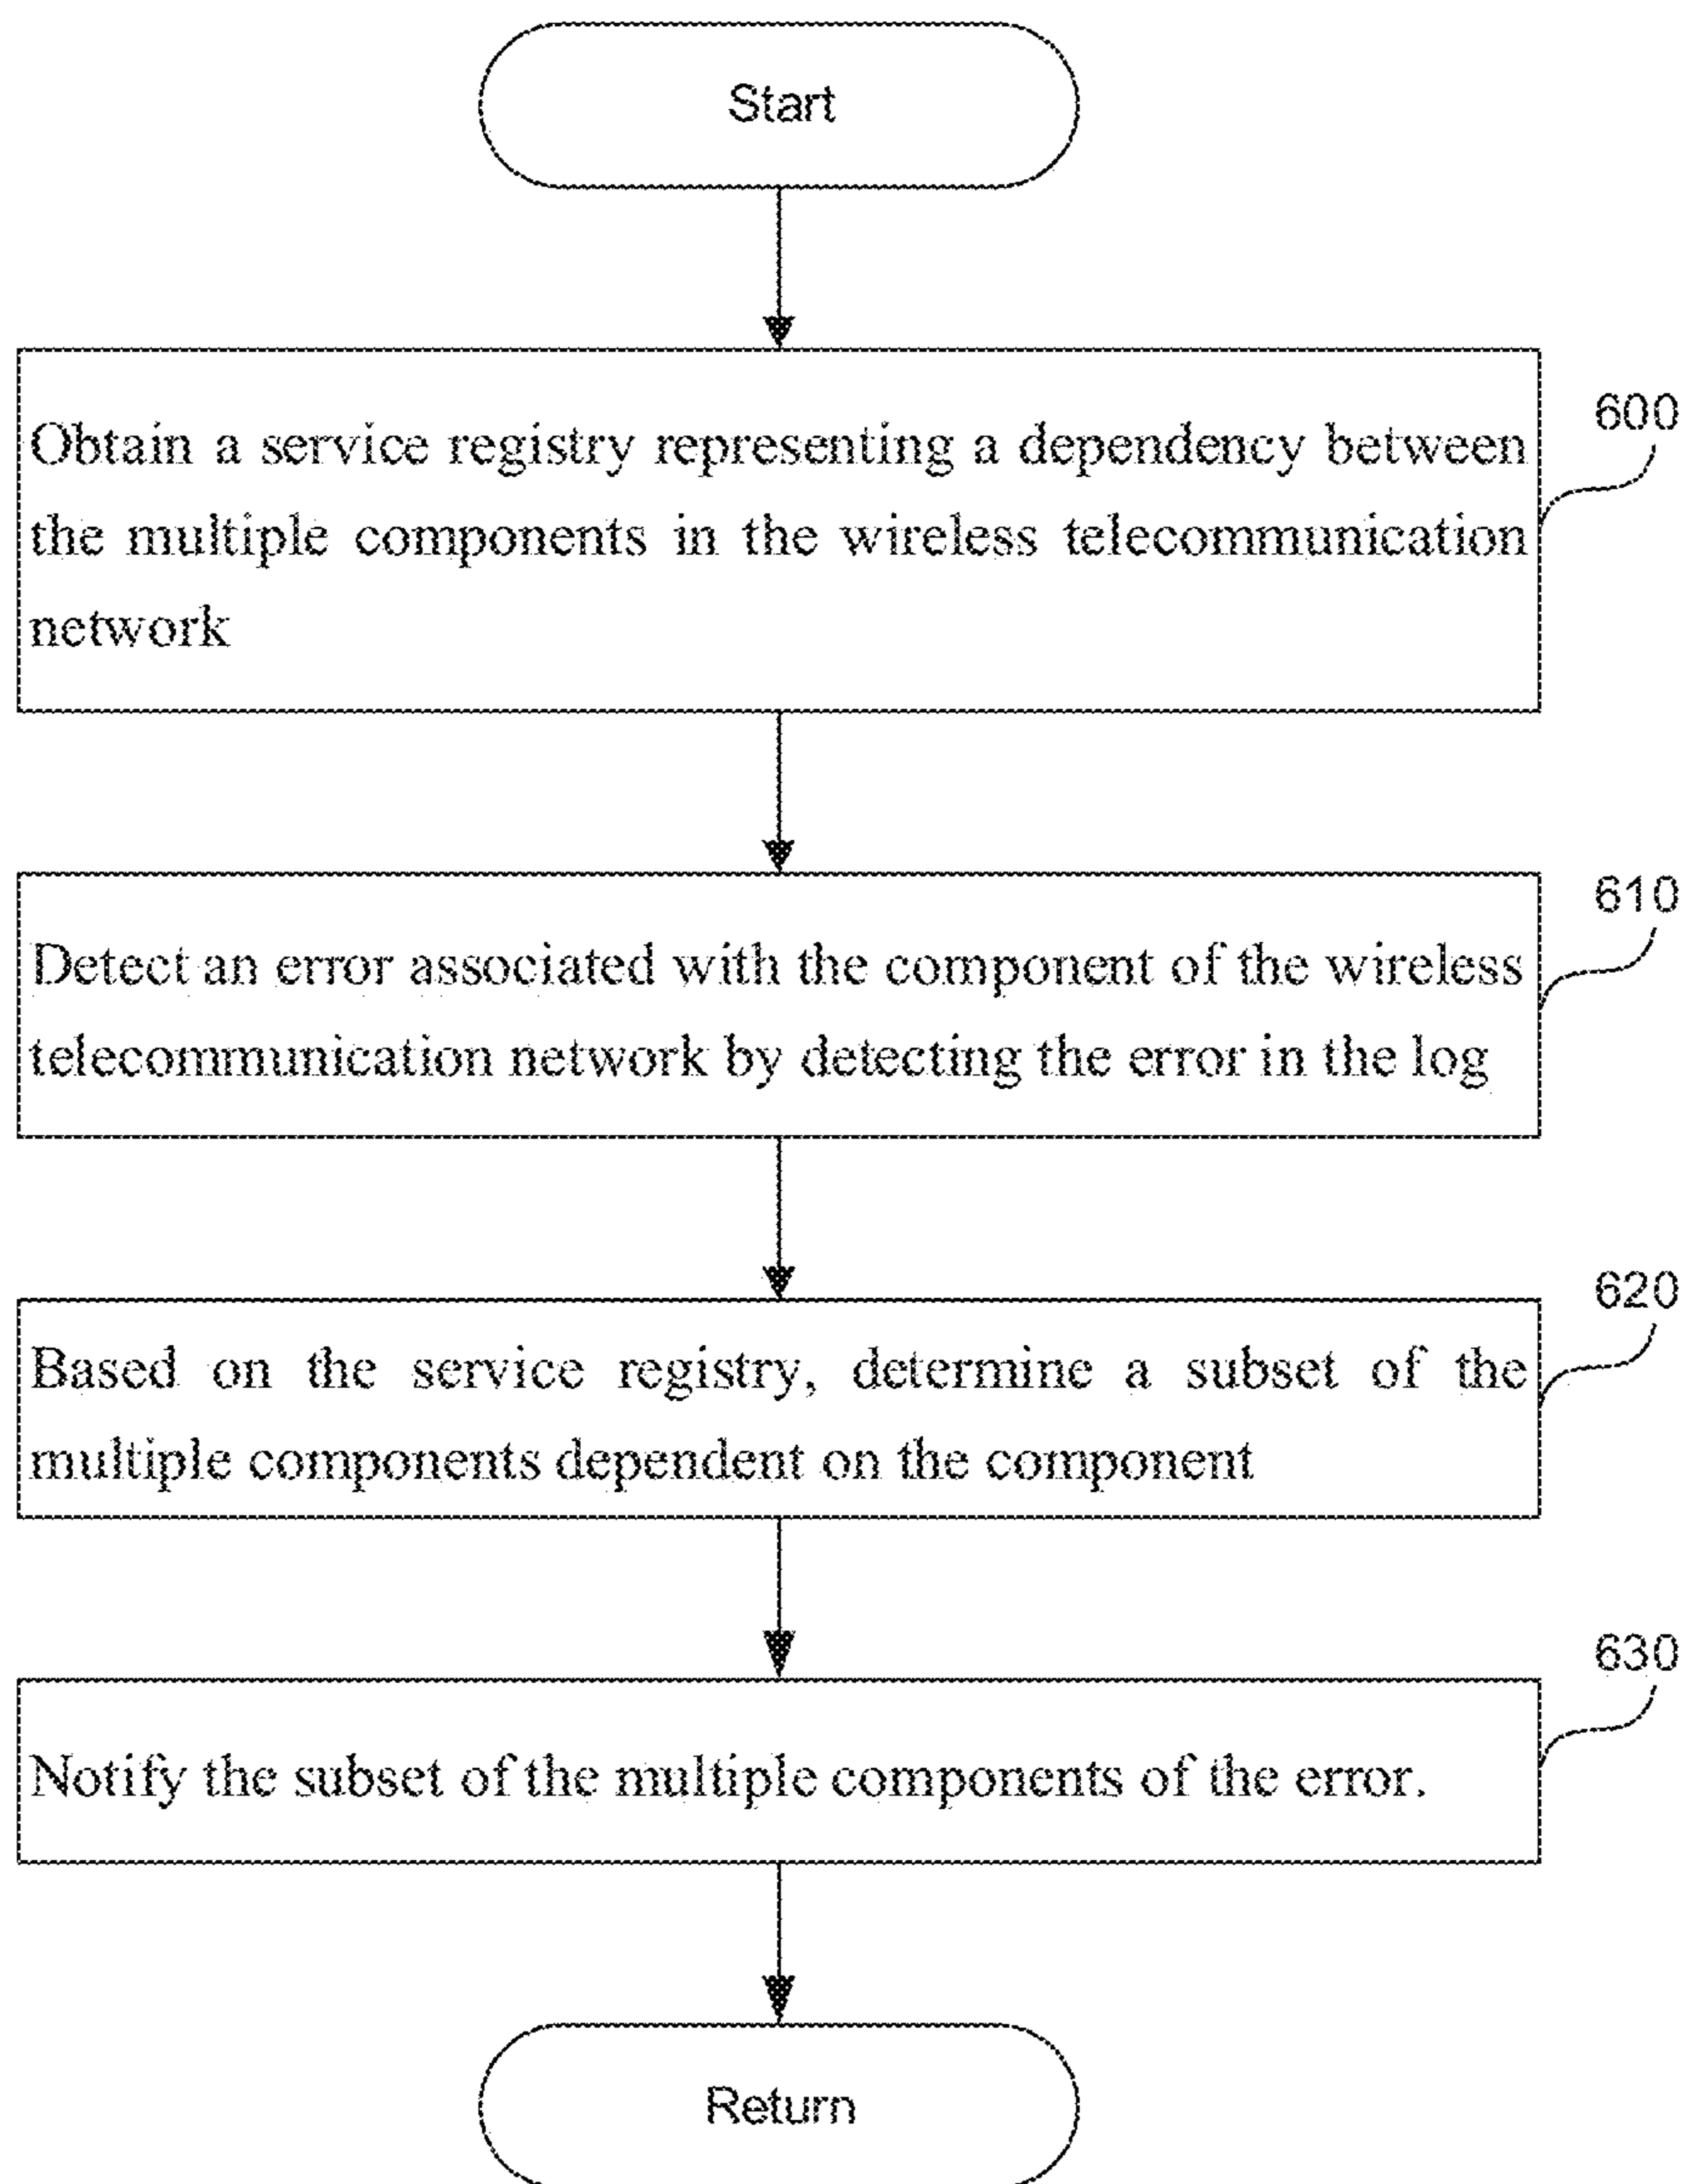 Start
600
Obtain a service registry representing a dependency between
the multiple components in the wireless telecommunication
network
610
Detect an error associated with the component of the wireless
telecommunication network by detecting the error in the log
620
Based on the service registry, determine a subset of the
multiple components dependent on the component
630
Notify the subset of the multiple components of the error.
Return